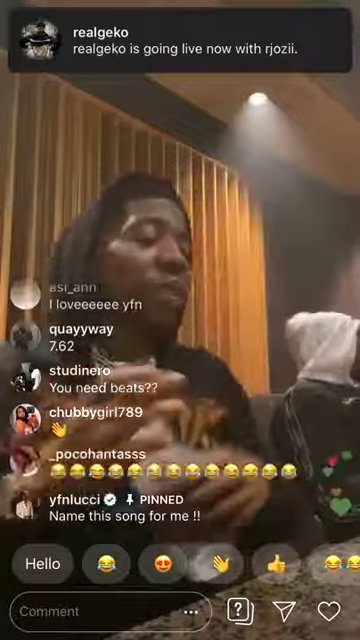 realgeko
realgeko is going live now with rjozii.
asi_ann
I loveeeeee yfn
quayyway
7.62
studinero
You need beats??
chubbygirl789
👋
_pocohantasss
😂😂😂😂😂😂😂😂😂😂😂😂😂
yfnlucci PINNED
Name this song for me !!
Hello 😂 😍 👋 👍 😂😂
Comment ... ?